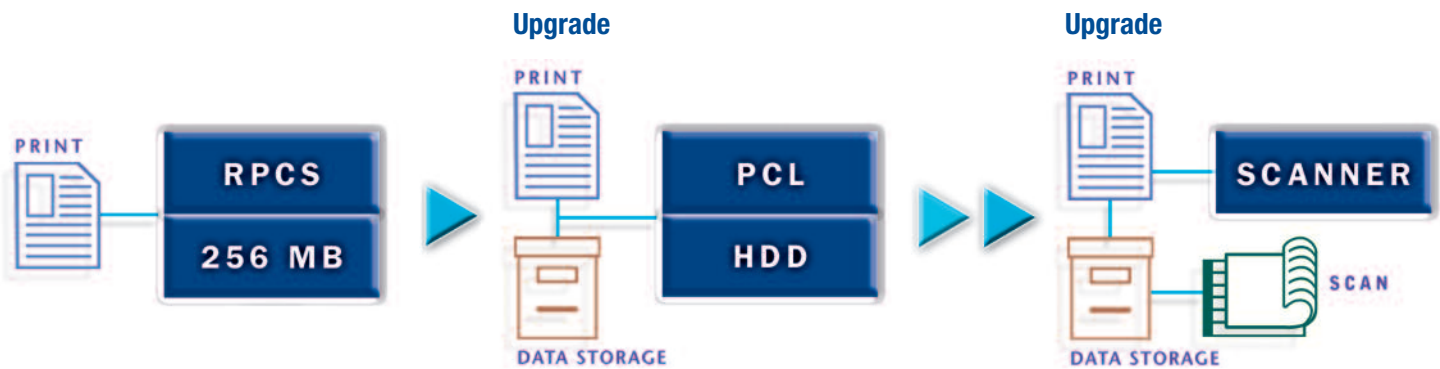 PRINT
RPCS
256 MB
Upgrade
PRINT
PCL
HDD
DATA STORAGE
Upgrade
PRINT
SCANNER
SCAN
DATA STORAGE